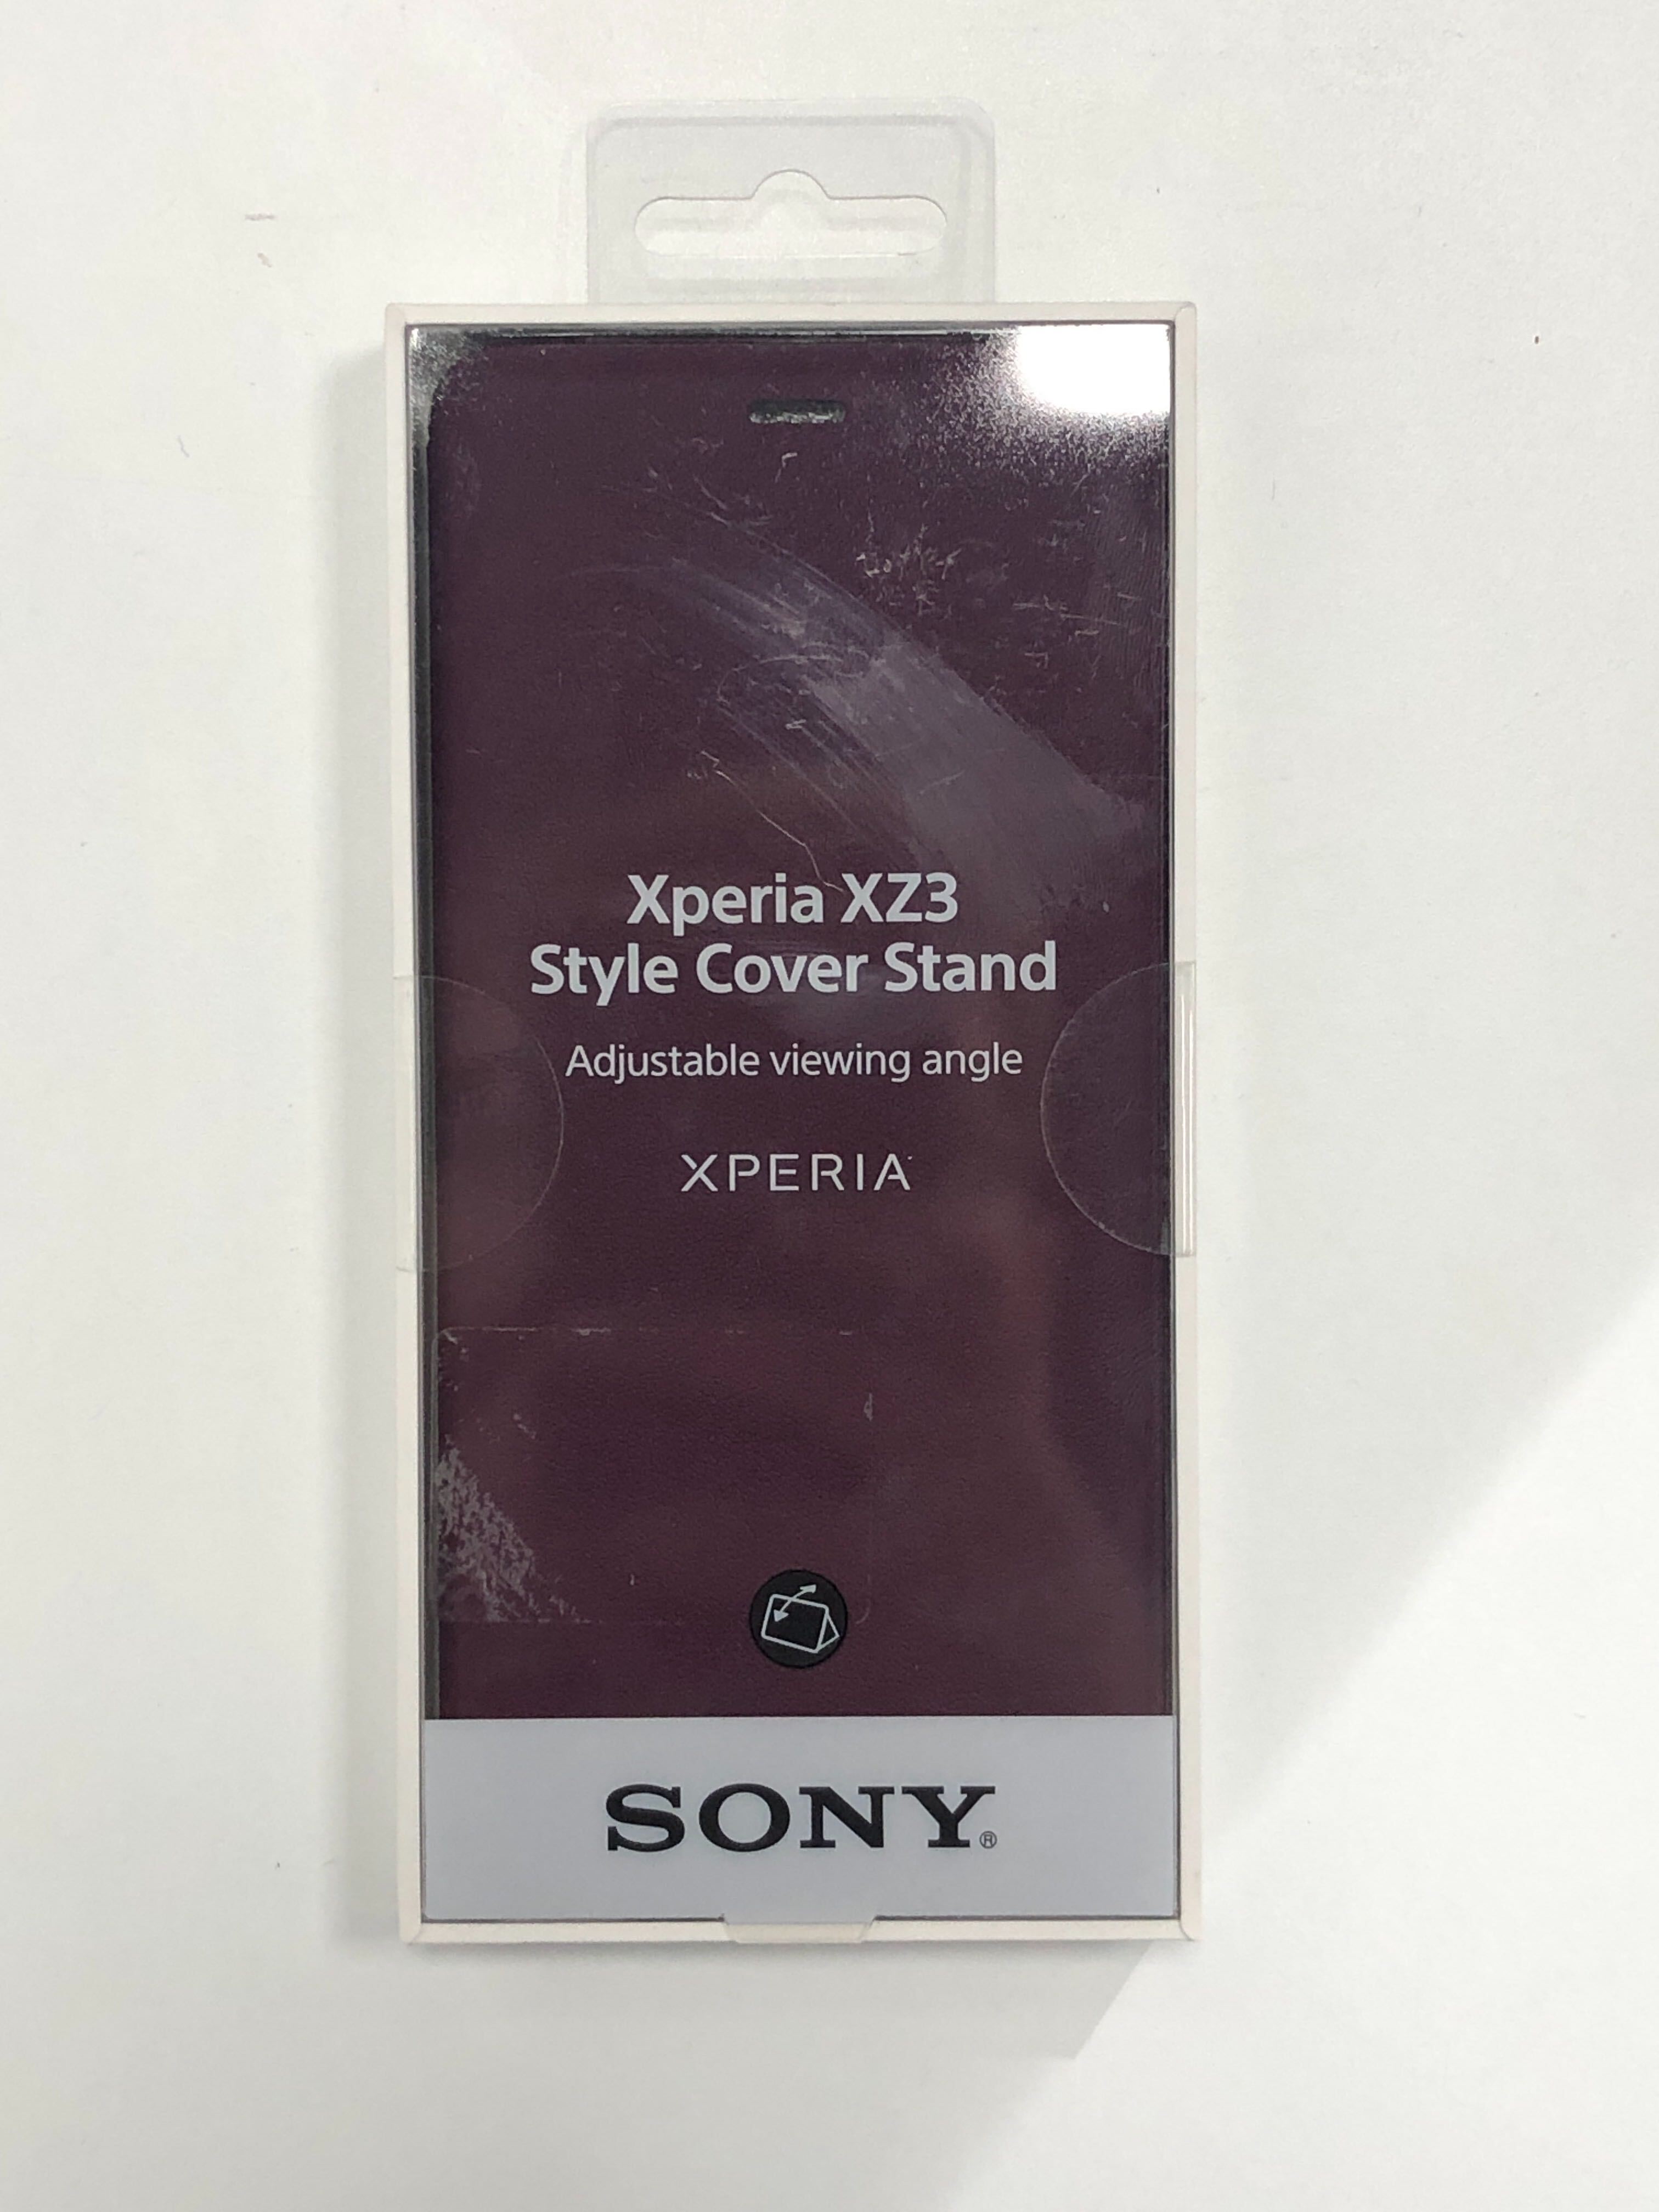 Xperia XZ3
Style Cover Stand
Adjustable viewing angle
XPERIA
SONY®